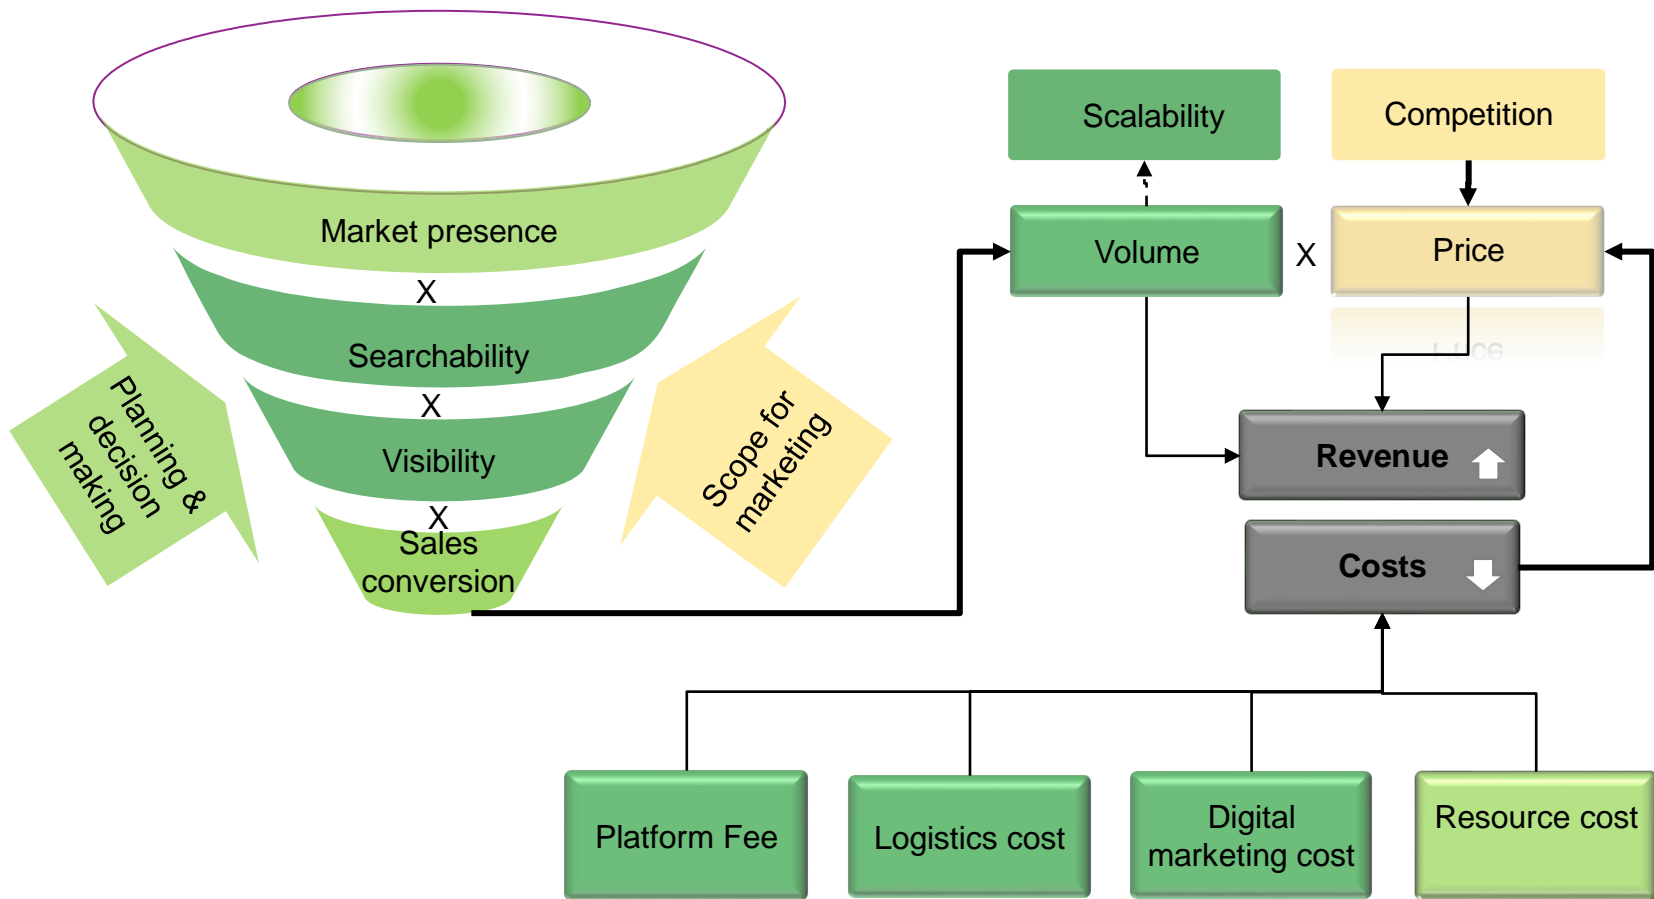 Market presence
X
Searchability
X
Visibility
X
Sales
conversion
Planning &
decision
making
Scope for
marketing
Scalability
Competition
Volume
X
Price
Price
Revenue
Costs
Platform Fee
Logistics cost
Digital
marketing cost
Resource cost